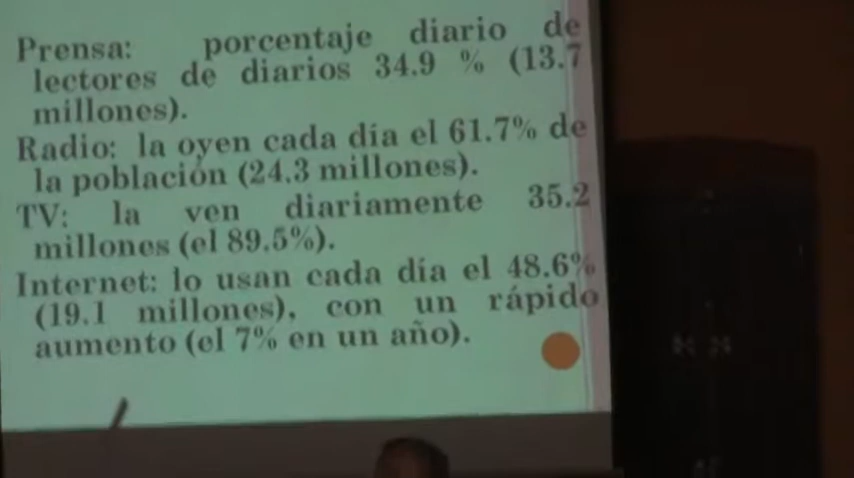 Prensa: porcentaje diario de
lectores de diarios 34.9 % (13.7
millones).
Radio: la oyen cada día el 61.7% de
la población (24.3 millones).
TV: la ven diariamente 35.2
millones (el 89.5%).
Internet: lo usan cada día el 48.6%
(19.1 millones), con un rápido
aumento (el 7% en un año).